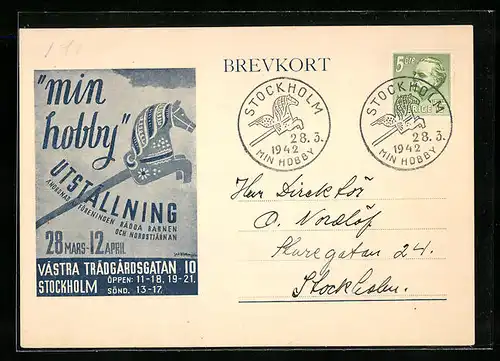 BREVKORT
"min
hobby"
UTSTÄLLNING
ANORDNAD AV FÖRENINGEN RÄDDA BARNEN
OCH NORDSTJÄRNAN
28 MARS-12 APRIL
VÄSTRA TRÄDGÅRDSGATAN 10
STOCKHOLM ÖPPEN: 11-18, 19-21,
SÖND. 13-17.
5 ÖRE
SVERIGE
STOCKHOLM
28.3.
1942
MIN HOBBY
STOCKHOLM
28.3.
1942
MIN HOBBY
Herr Direktör
O. Nordlöf
24.
Stockholm.